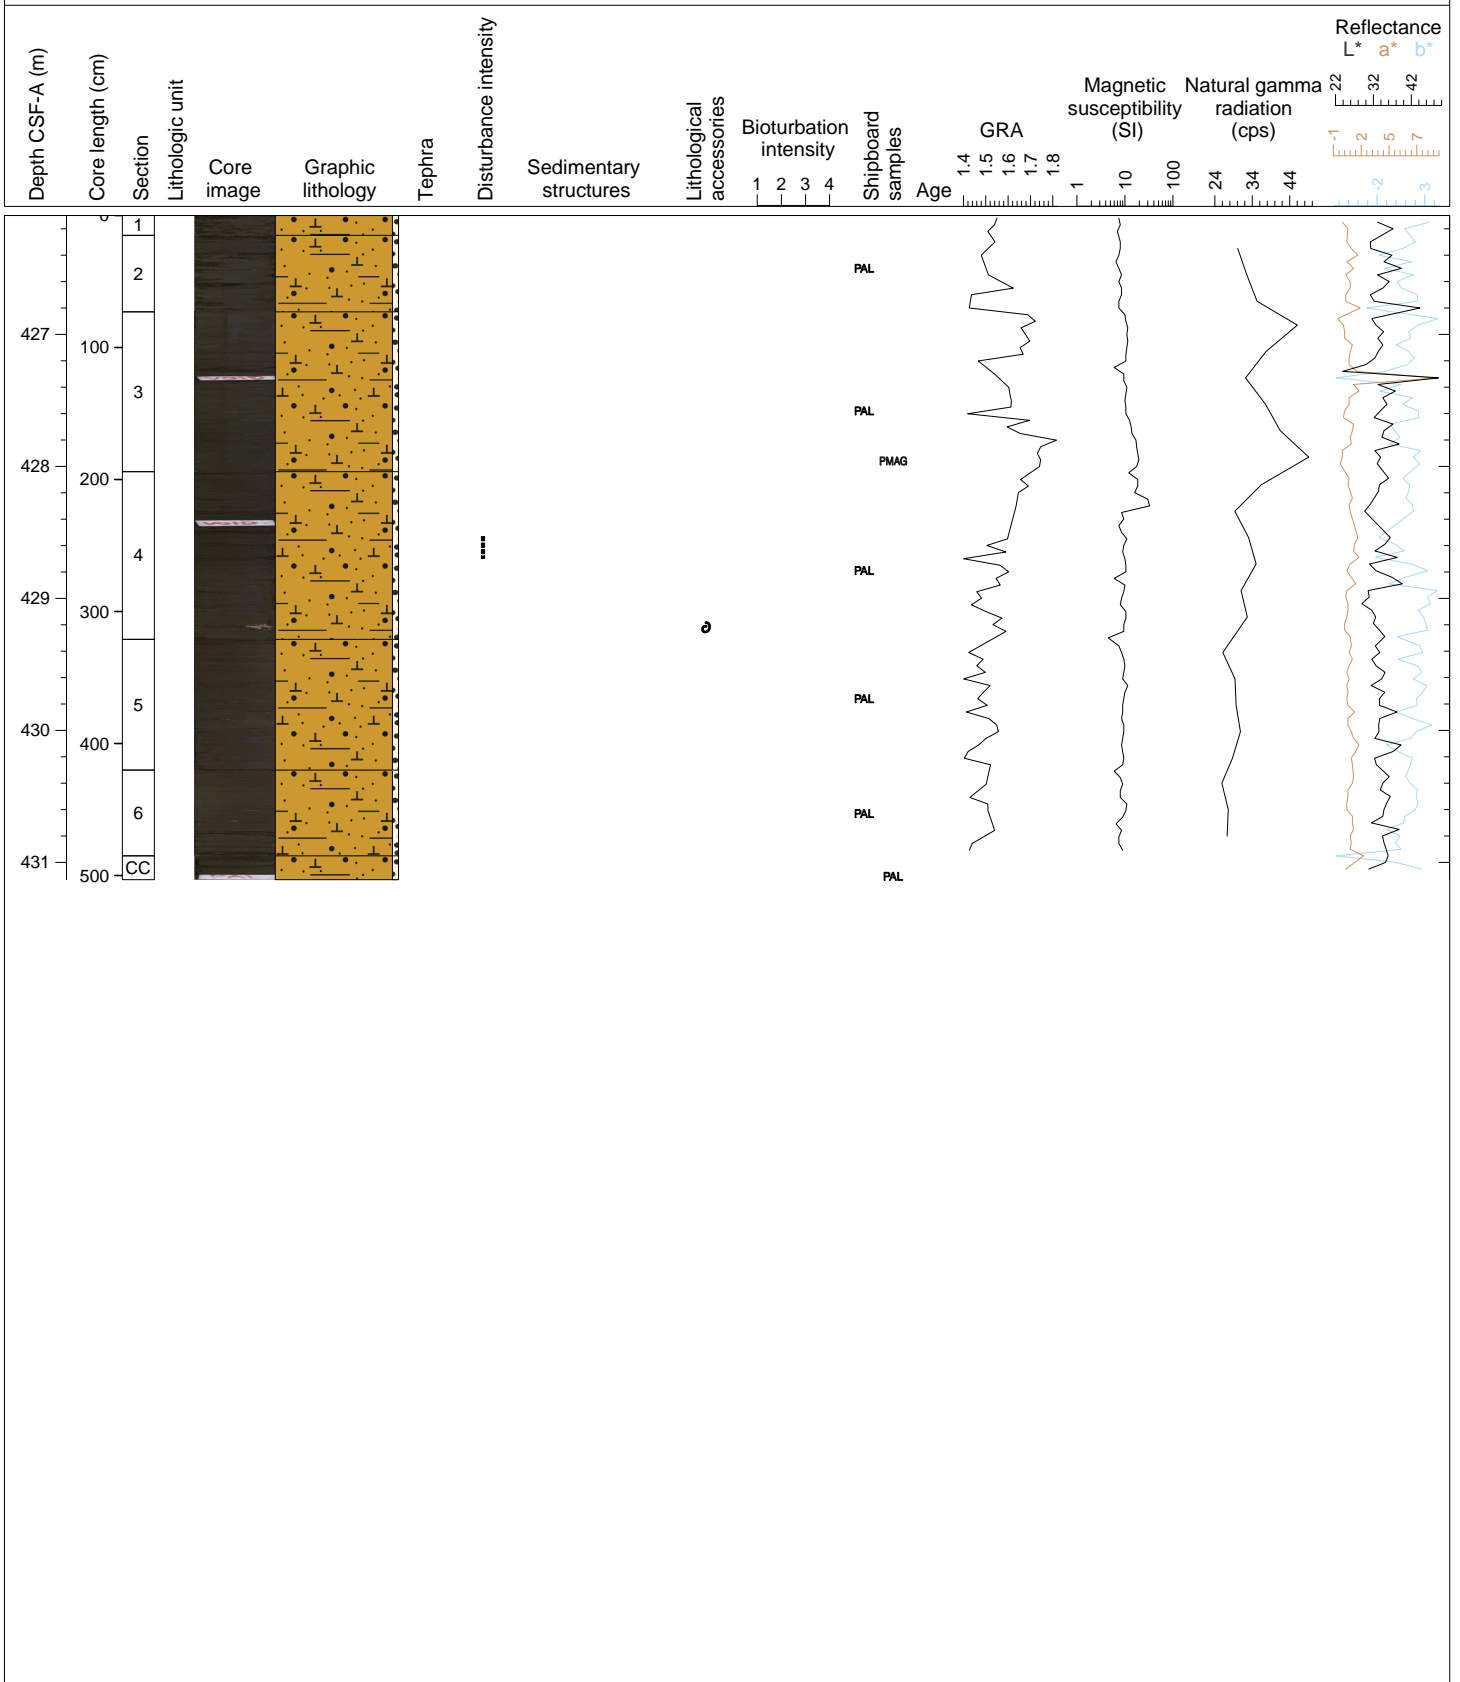 Reflectance
L* a* b*
22 32 42
-1 2 5 7
-2 3
Depth CSF-A (m)
Core length (cm)
Section
Lithologic unit
Core
image
Graphic
lithology
Tephra
Disturbance intensity
Sedimentary
structures
Lithological
accessories
Bioturbation
intensity
1 2 3 4
Shipboard
samples
Age
GRA
1.4 1.5 1.6 1.7 1.8
Magnetic
susceptibility
(SI)
1 10 100
Natural gamma
radiation
(cps)
24 34 44
0
1
2
PAL
427
100
VOID
3
PAL
428
PMAG
200
VOID
4
PAL
429
300
5
PAL
430
400
6
PAL
431
CC
500
PAL
PAL